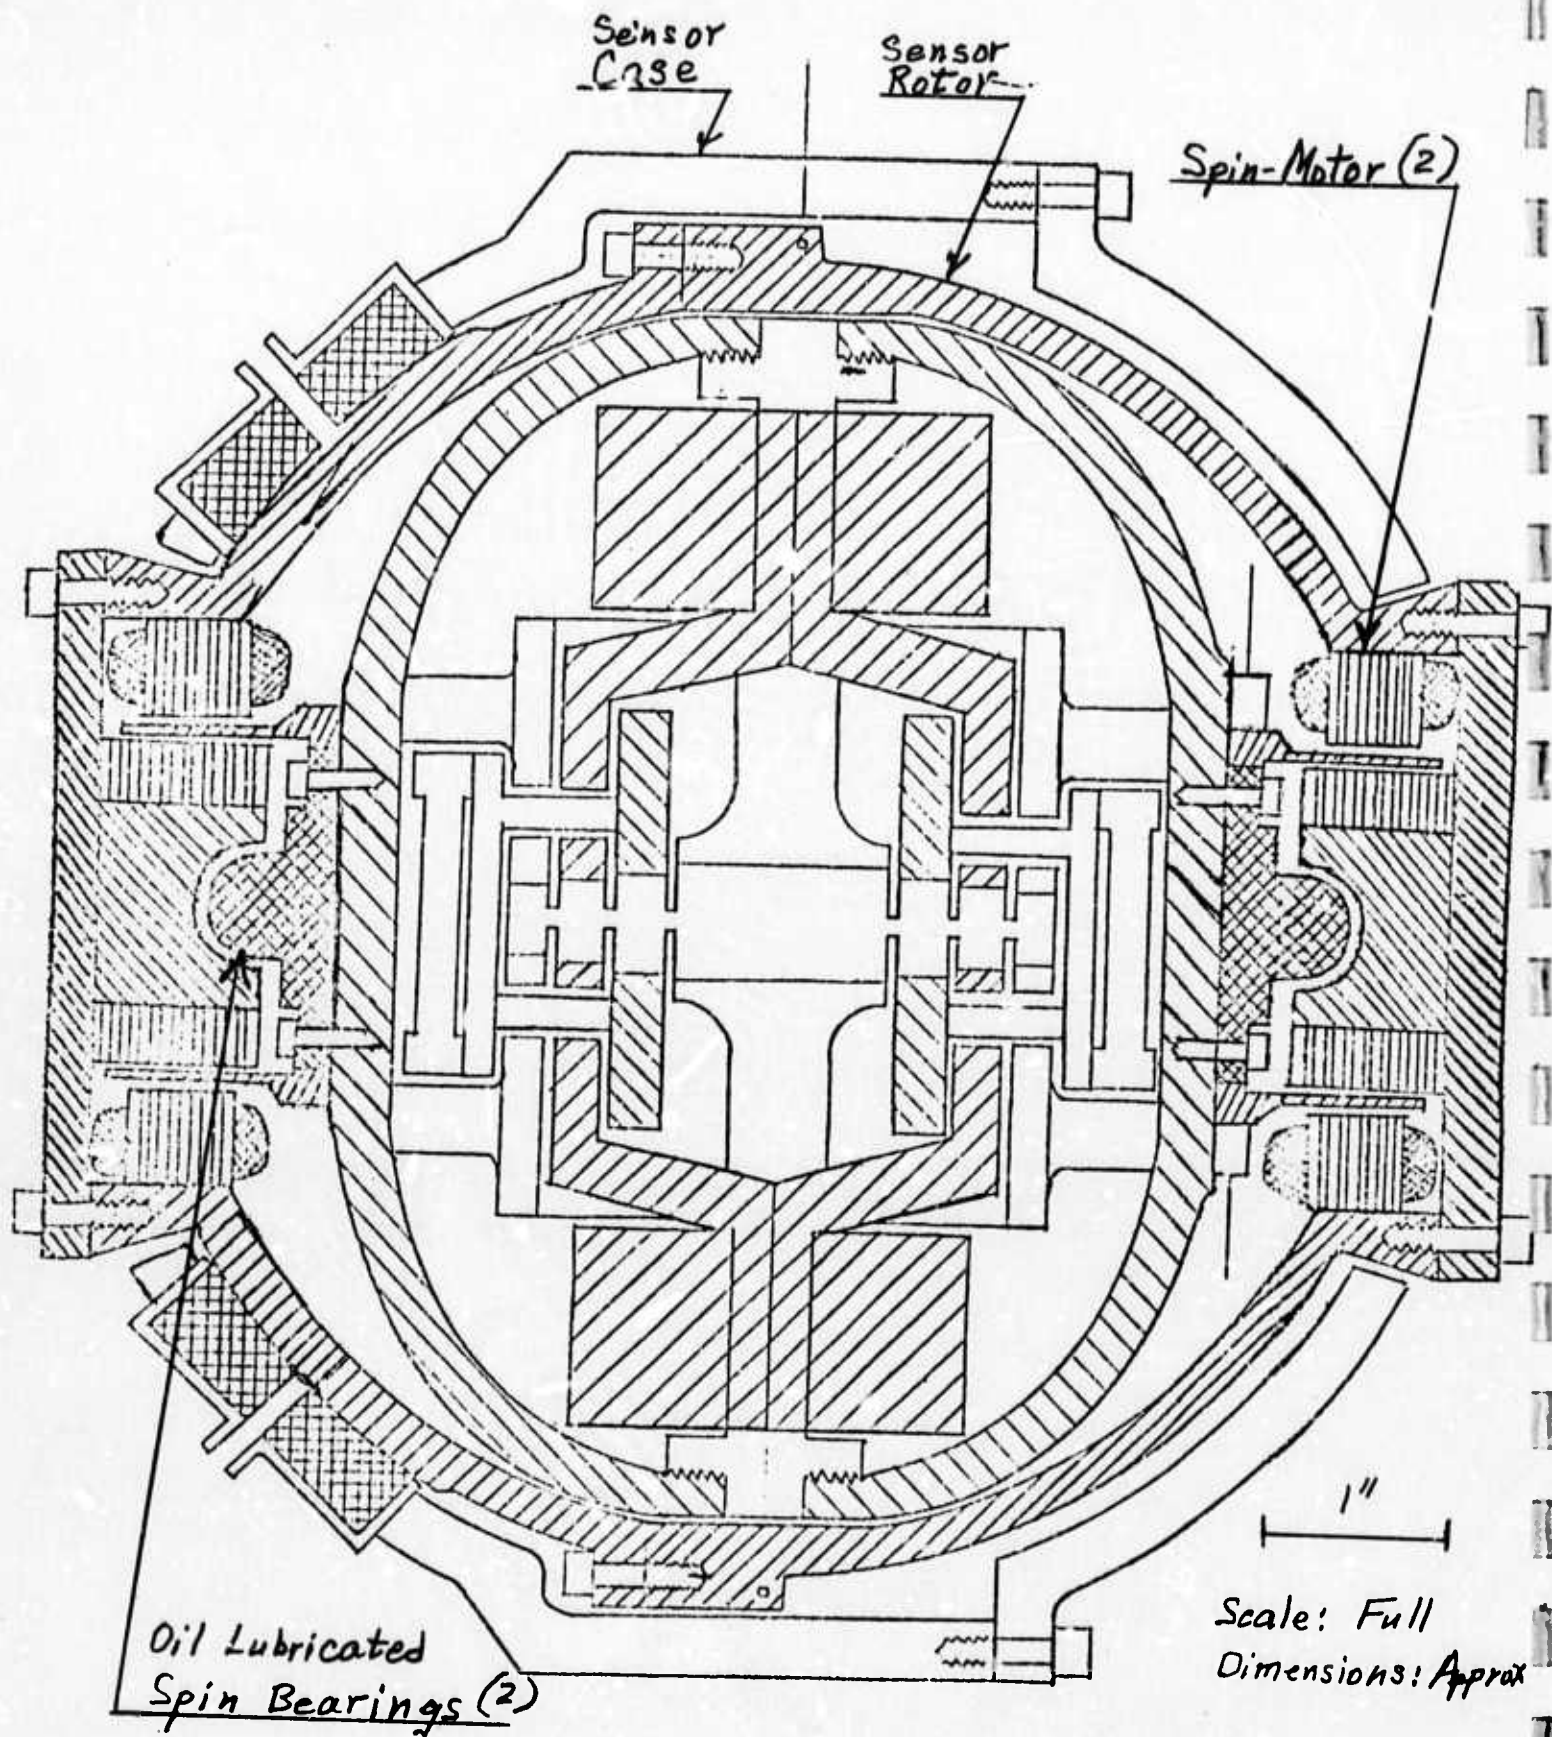 Sensor
Case
Sensor
Rotor
Spin-Motor (2)
1"
Scale: Full
Dimensions: Approx
Oil Lubricated
Spin Bearings (2)